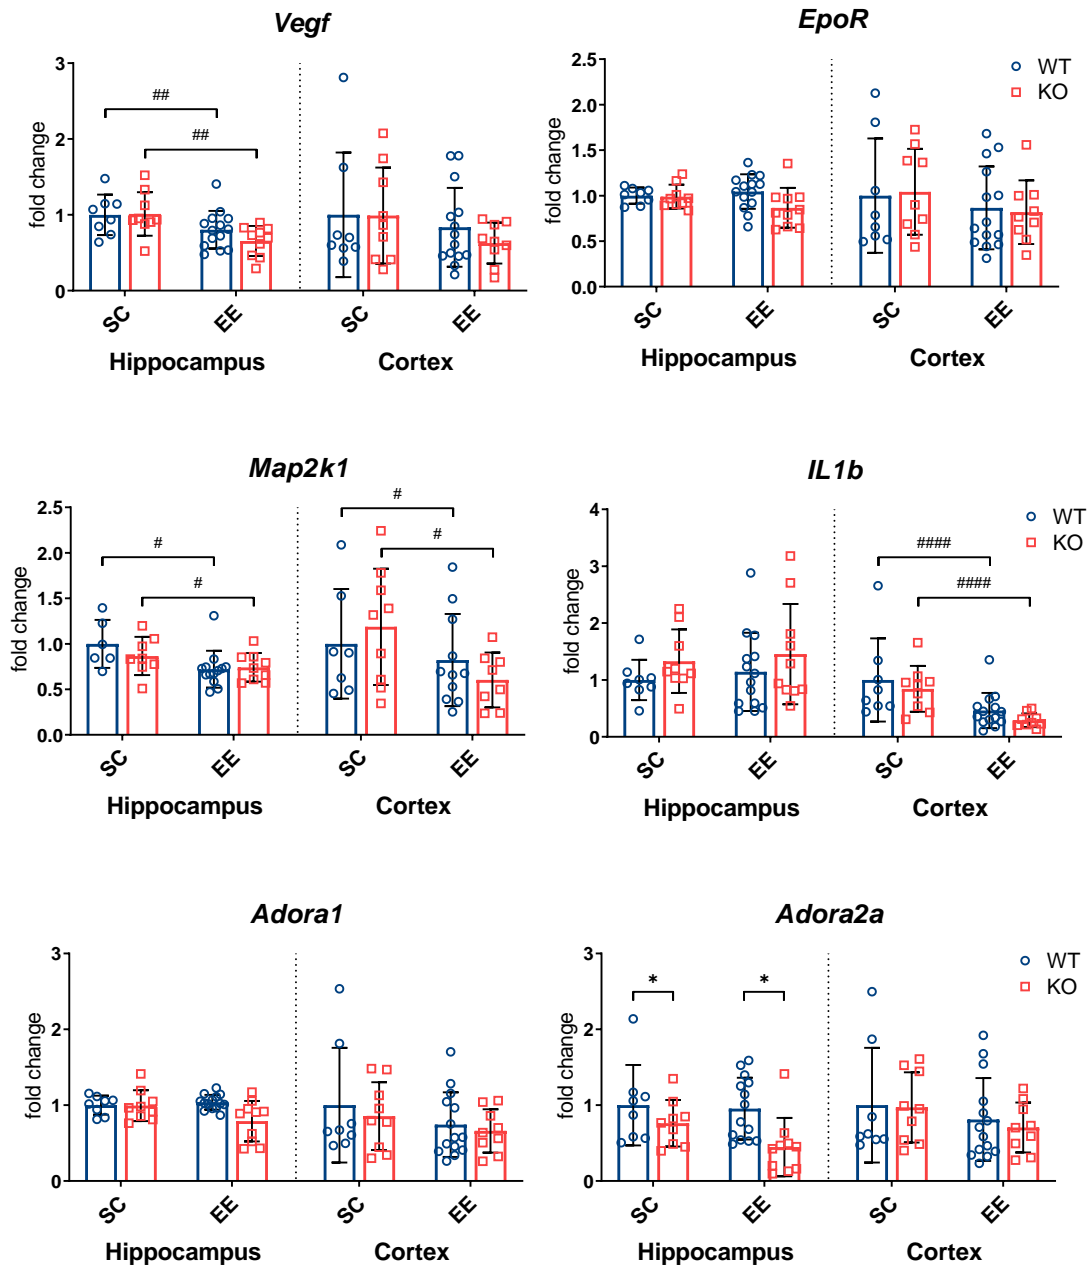 Vegf
fold change
3
2
1
0
##
##
SC
EE
SC
EE
Hippocampus
Cortex
EpoR
fold change
2.5
2.0
1.5
1.0
0.5
0.0
WT
KO
SC
EE
SC
EE
Hippocampus
Cortex
Map2k1
fold change
2.5
2.0
1.5
1.0
0.5
0.0
#
#
#
#
SC
EE
SC
EE
Hippocampus
Cortex
IL1b
fold change
4
3
2
1
0
####
####
WT
KO
SC
EE
SC
EE
Hippocampus
Cortex
Adora1
fold change
3
2
1
0
SC
EE
SC
EE
Hippocampus
Cortex
Adora2a
fold change
3
2
1
0
*
*
WT
KO
SC
EE
SC
EE
Hippocampus
Cortex